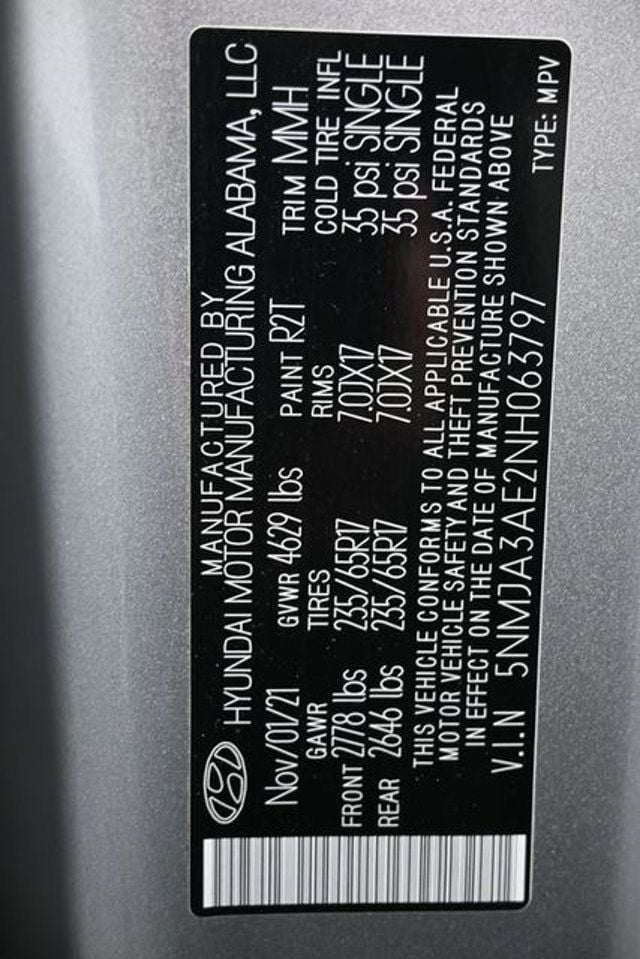 MANUFACTURED BY
HYUNDAI MOTOR MANUFACTURING ALABAMA, LLC
Nov/01/21 GVWR 4629 lbs PAINT R2T TRIM MMH
GAWR TIRES RIMS COLD TIRE INFL
FRONT 2778 lbs 235/65R17 7.0JX17 35 psi SINGLE
REAR 2646 lbs 235/65R17 7.0JX17 35 psi SINGLE
THIS VEHICLE CONFORMS TO ALL APPLICABLE U.S.A. FEDERAL
MOTOR VEHICLE SAFETY AND THEFT PREVENTION STANDARDS
IN EFFECT ON THE DATE OF MANUFACTURE SHOWN ABOVE
V.I.N 5NMJA3AE2NH063797 TYPE: MPV